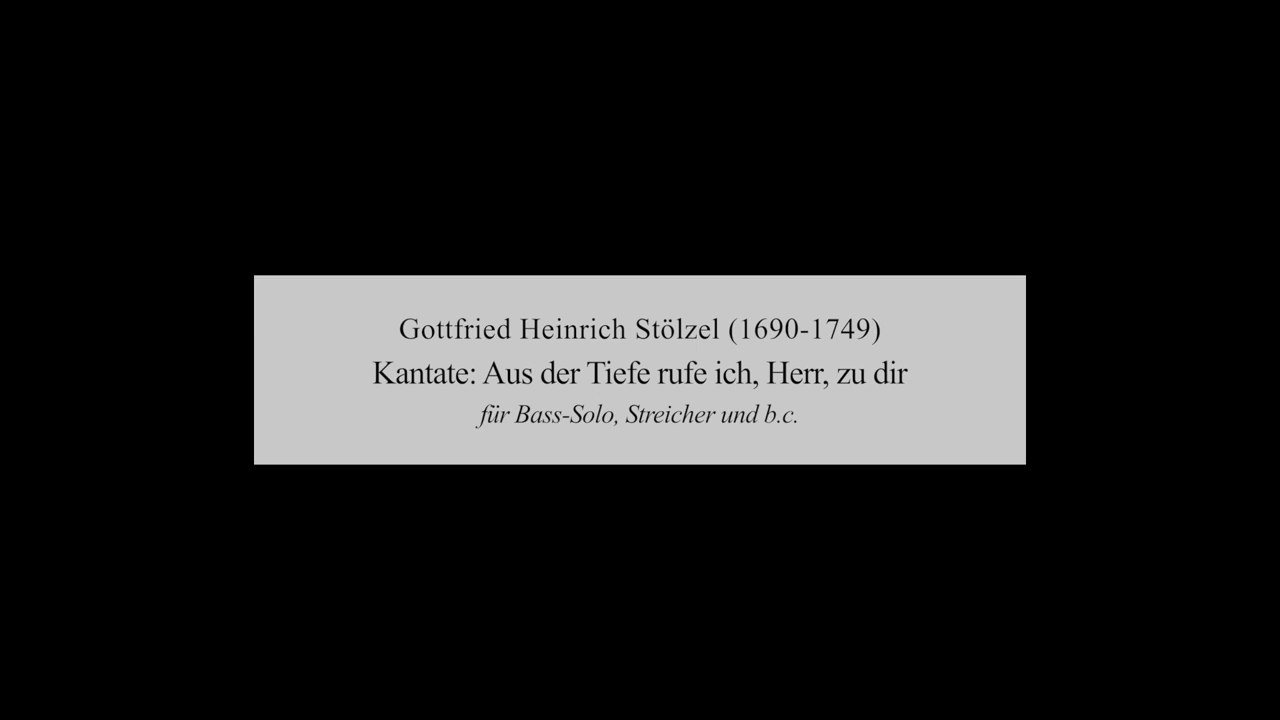 Gottfried Heinrich Stölzel (1690-1749)
Kantate: Aus der Tiefe rufe ich, Herr, zu dir
für Bass-Solo, Streicher und b.c.